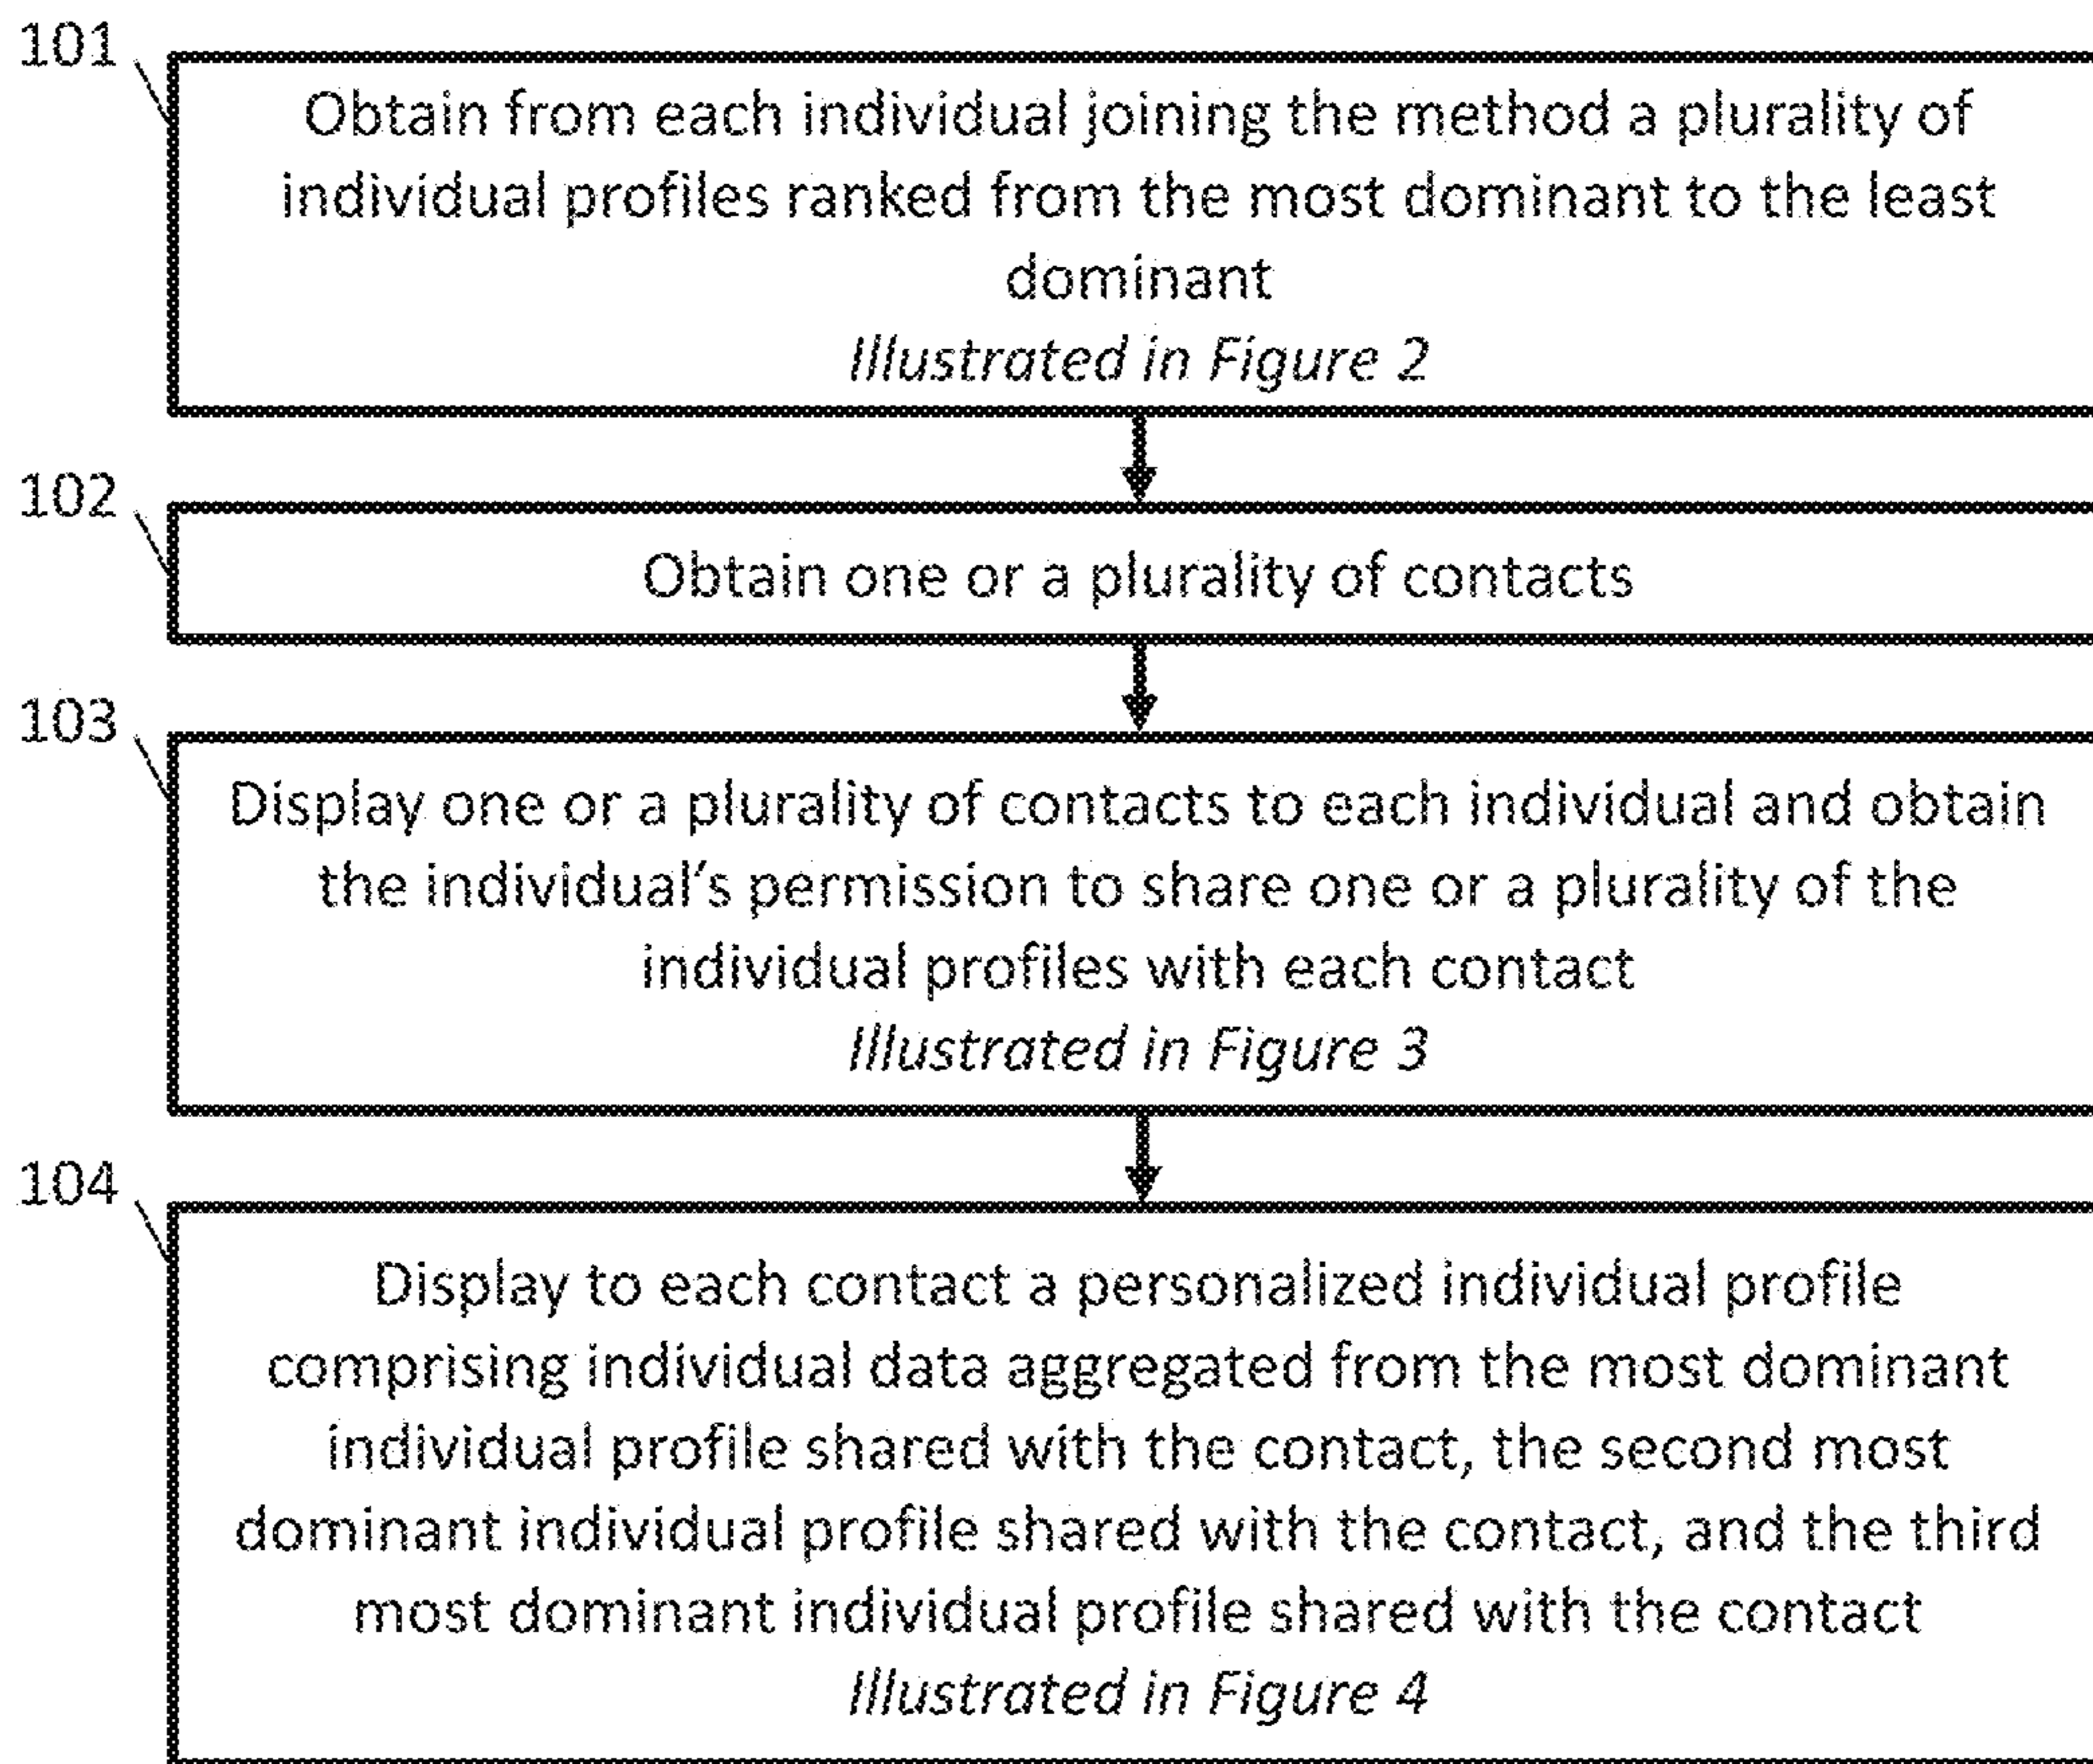 101
Obtain from each individual joining the method a plurality of
individual profiles ranked from the most dominant to the least
dominant
Illustrated in Figure 2
102
Obtain one or a plurality of contacts
103
Display one or a plurality of contacts to each individual and obtain
the individual's permission to share one or a plurality of the
individual profiles with each contact
Illustrated in Figure 3
104
Display to each contact a personalized individual profile
comprising individual data aggregated from the most dominant
individual profile shared with the contact, the second most
dominant individual profile shared with the contact, and the third
most dominant individual profile shared with the contact
Illustrated in Figure 4